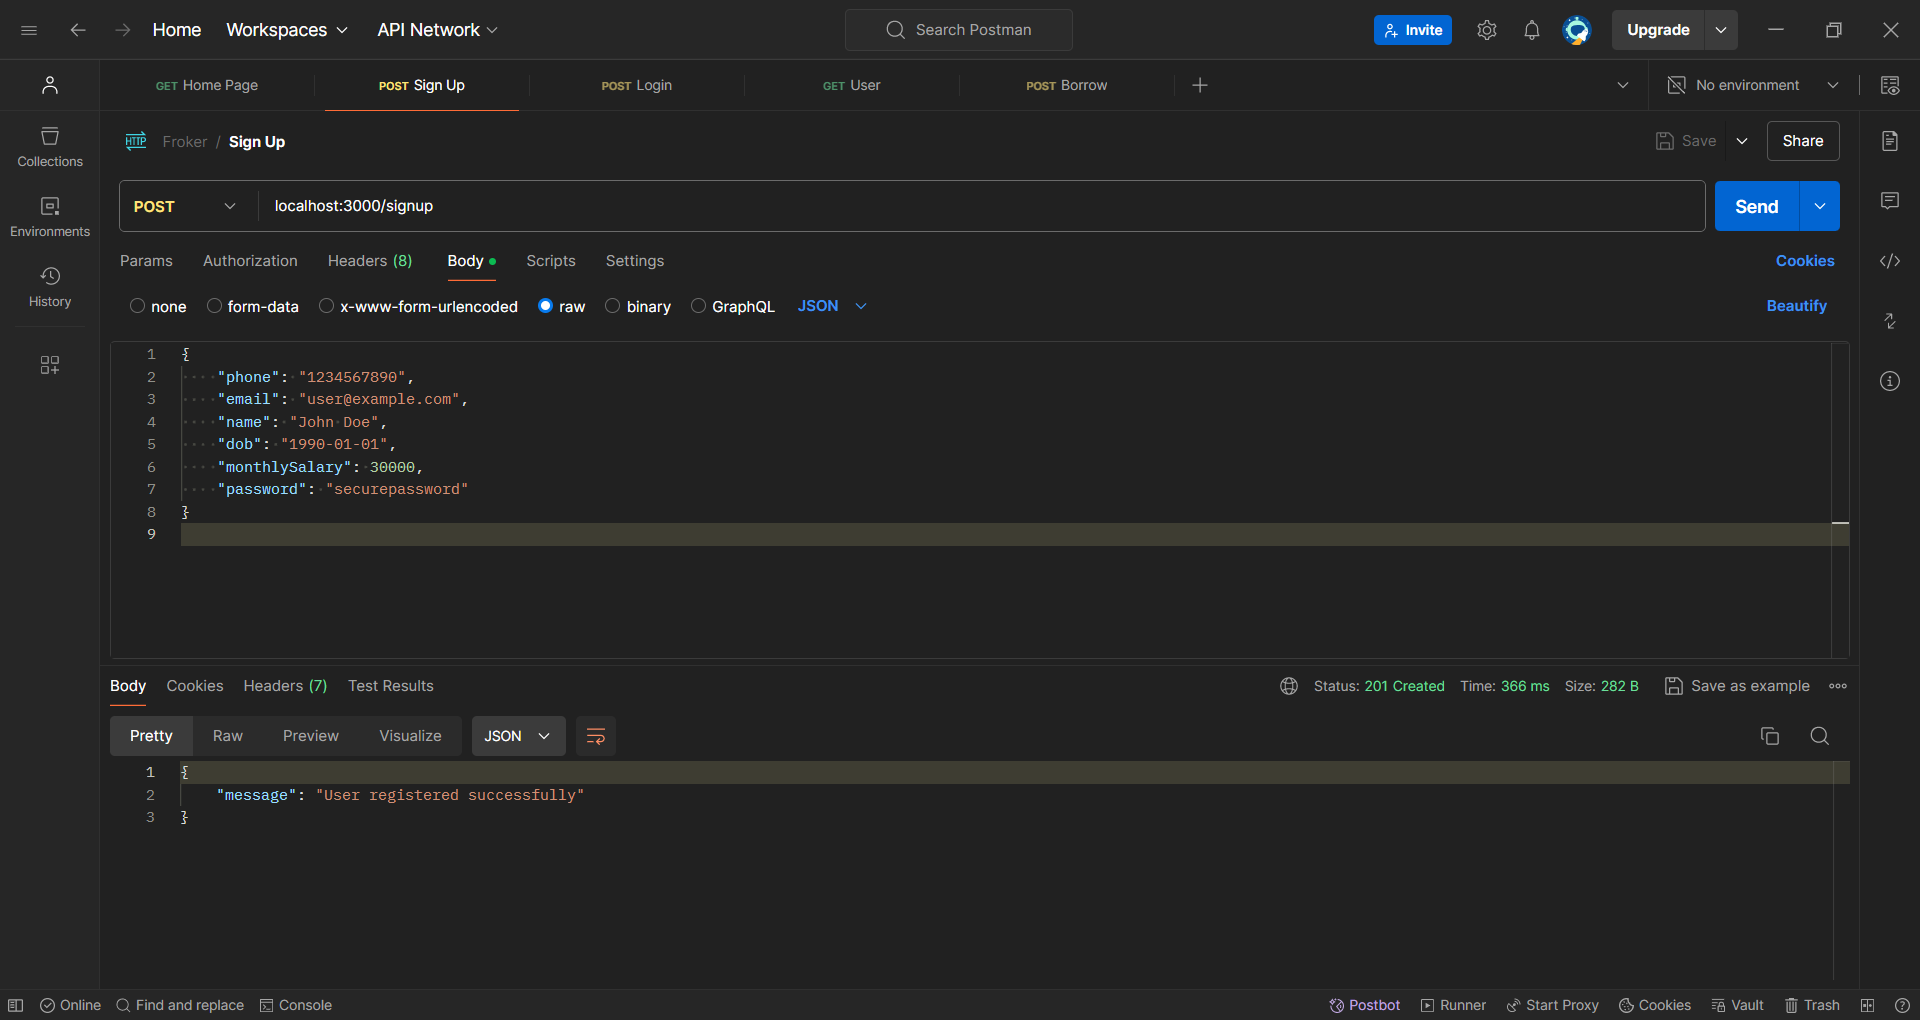 Home Workspaces API Network Search Postman Invite Upgrade
GET Home Page POST Sign Up POST Login GET User POST Borrow No environment
HTTP Froker / Sign Up Save Share
Collections
POST localhost:3000/signup Send
Environments
Params Authorization Headers (8) Body Scripts Settings Cookies
History
none form-data x-www-form-urlencoded raw binary GraphQL JSON Beautify
1 {
2 "phone": "1234567890",
3 "email": "user@example.com",
4 "name": "John Doe",
5 "dob": "1990-01-01",
6 "monthlySalary": 30000,
7 "password": "securepassword"
8 }
9
Body Cookies Headers (7) Test Results Status: 201 Created Time: 366 ms Size: 282 B Save as example
Pretty Raw Preview Visualize JSON
1 {
2 "message": "User registered successfully"
3 }
Online Find and replace Console Postbot Runner Start Proxy Cookies Vault Trash